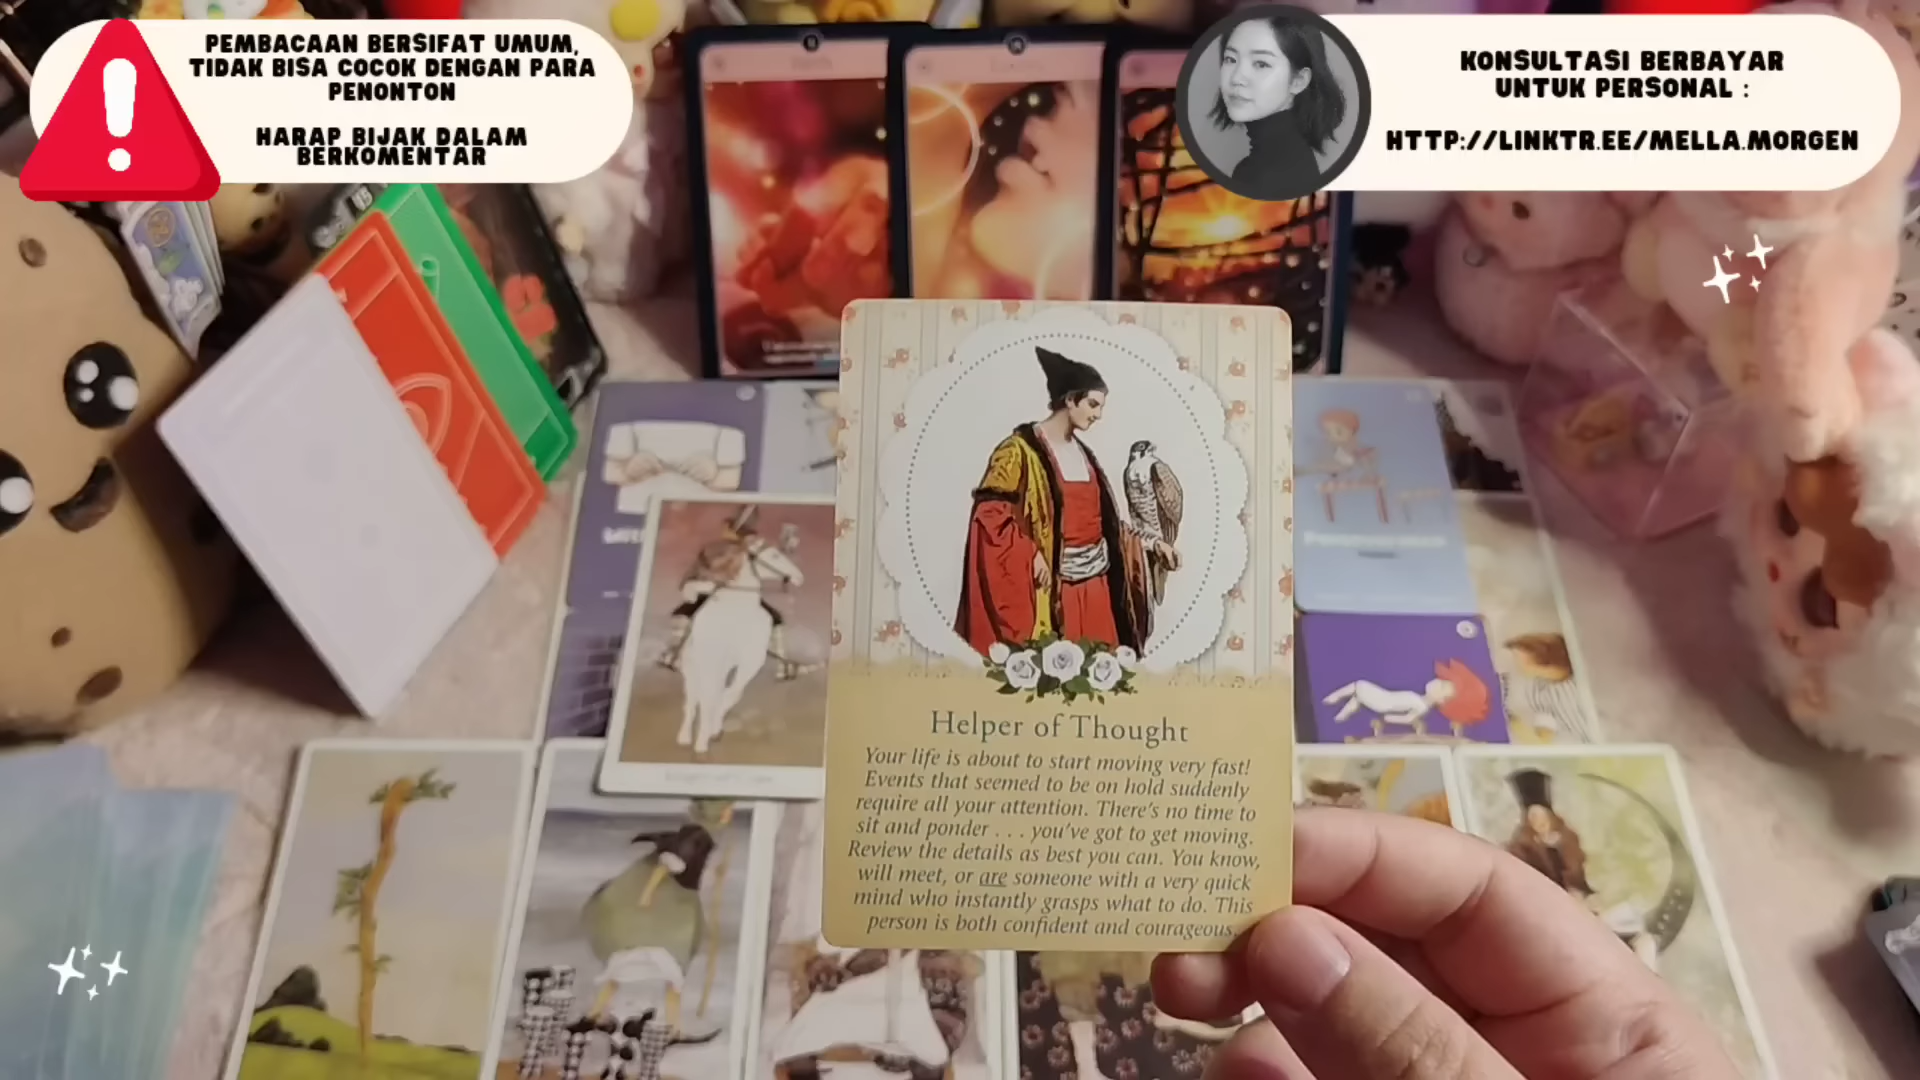 PEMBACAAN BERSIFAT UMUM,
TIDAK BISA COCOK DENGAN PARA
PENONTON
HARAP BIJAK DALAM
BERKOMENTAR
KONSULTASI BERBAYAR
UNTUK PERSONAL :
HTTP://LINKTR.EE/MELLA.MORGEN
Helper of Thought
Your life is about to start moving very fast!
Events that seemed to be on hold suddenly
require all your attention. There's no time to
sit and ponder . . . you've got to get moving.
Review the details as best you can. You know,
will meet, or are someone with a very quick
mind who instantly grasps what to do. This
person is both confident and courageous.